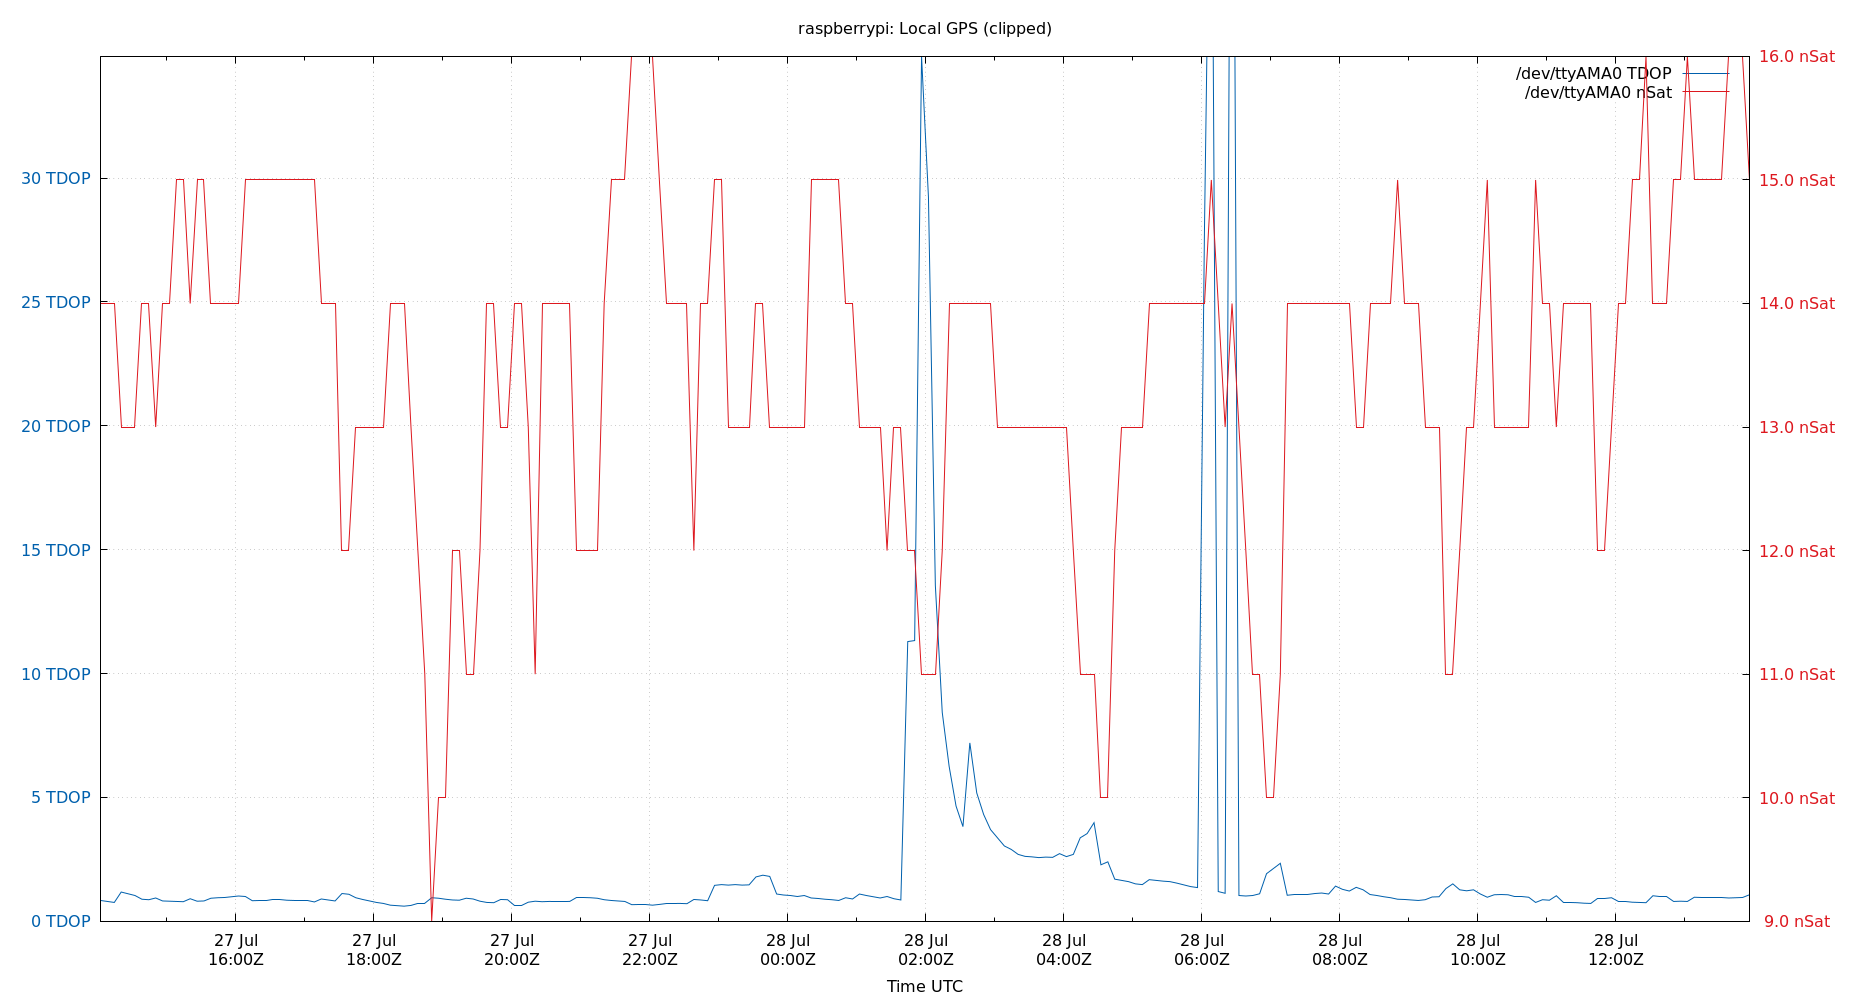 raspberrypi: Local GPS (clipped)
16.0 nSat
/dev/ttyAMA0 TDOP
/dev/ttyAMA0 nSat
30 TDOP
15.0 nSat
25 TDOP
14.0 nSat
20 TDOP
13.0 nSat
15 TDOP
12.0 nSat
10 TDOP
11.0 nSat
5 TDOP
10.0 nSat
0 TDOP
9.0 nSat
27 Jul 27 Jul 27 Jul 27 Jul 28 Jul 28 Jul 28 Jul 28 Jul 28 Jul 28 Jul 28 Jul
16:00Z 18:00Z 20:00Z 22:00Z 00:00Z 02:00Z 04:00Z 06:00Z 08:00Z 10:00Z 12:00Z
Time UTC